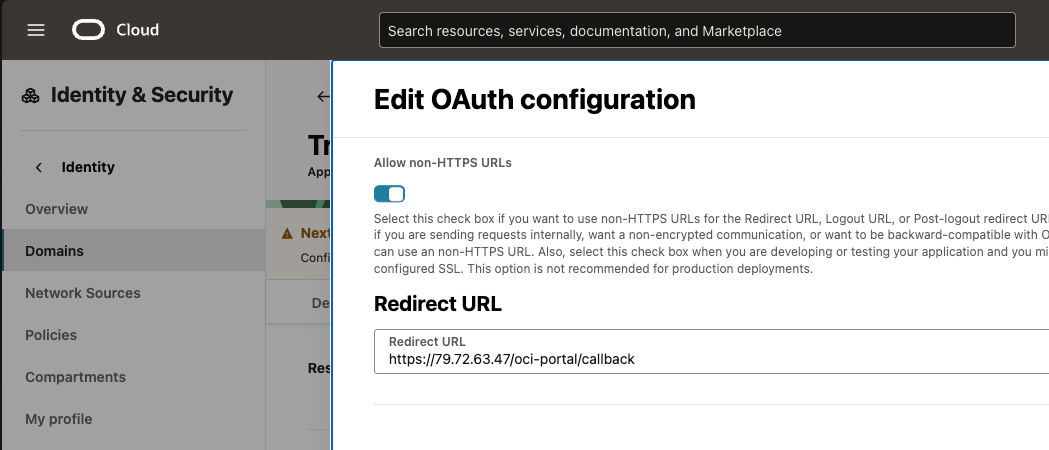 Cloud
Search resources, services, documentation, and Marketplace
Identity & Security
Identity
Overview
Domains
Network Sources
Policies
Compartments
My profile
Tr
App
Next
Confi
De
Res
Edit OAuth configuration
Allow non-HTTPS URLs
Select this check box if you want to use non-HTTPS URLs for the Redirect URL, Logout URL, or Post-logout redirect UR
if you are sending requests internally, want a non-encrypted communication, or want to be backward-compatible with O
can use an non-HTTPS URL. Also, select this check box when you are developing or testing your application and you mi
configured SSL. This option is not recommended for production deployments.
Redirect URL
Redirect URL
https://79.72.63.47/oci-portal/callback